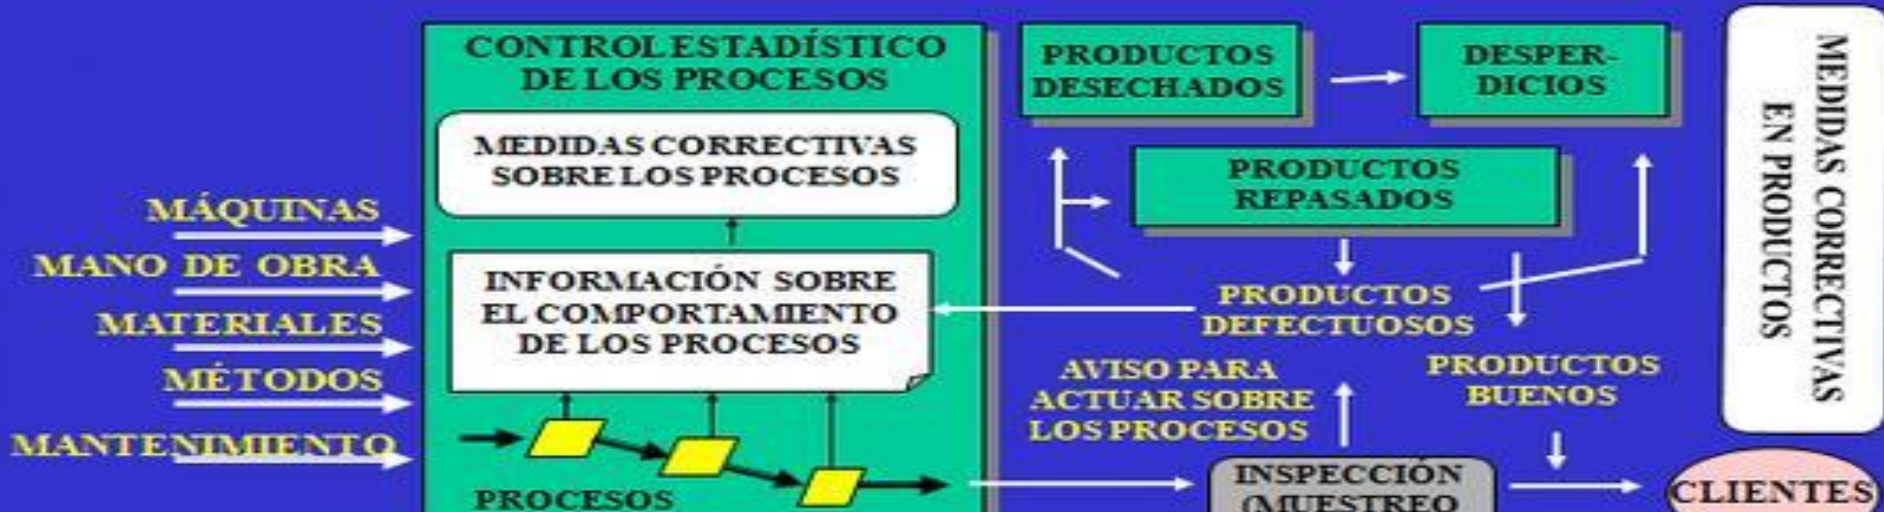 CONTROL ESTADÍSTICO
DE LOS PROCESOS
MEDIDAS CORRECTIVAS
SOBRE LOS PROCESOS
MÁQUINAS
MANO DE OBRA
MATERIALES
MÉTODOS
MANTENIMIENTO
INFORMACIÓN SOBRE
EL COMPORTAMIENTO
DE LOS PROCESOS
PROCESOS
PRODUCTOS
DESECHADOS
DESPER-
DICIOS
PRODUCTOS
REPASADOS
PRODUCTOS
DEFECTUOSOS
AVISO PARA
ACTUAR SOBRE
LOS PROCESOS
PRODUCTOS
BUENOS
INSPECCIÓN
(MUESTREO
CLIENTES
MEDIDAS CORRECTIVAS
EN PRODUCTOS